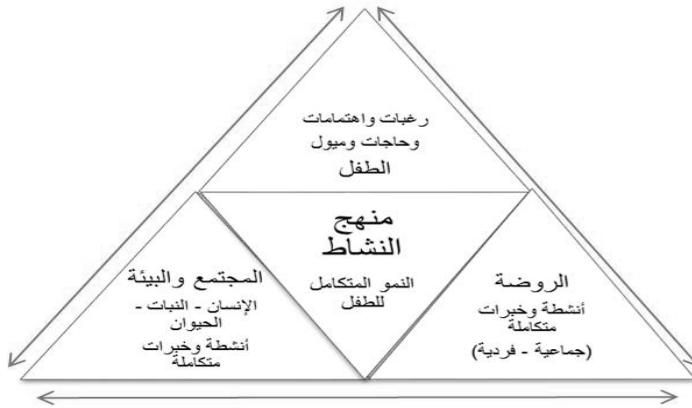 رغبات واهتمامات
وحاجات وميول
الطفل
منهج
النشاط
النمو المتكامل
للطفل
الروضة
أنشطة وخبرات
متكاملة
(جماعية - فردية)
المجتمع والبيئة
الإنسان - النبات -
الحيوان
أنشطة وخبرات
متكاملة